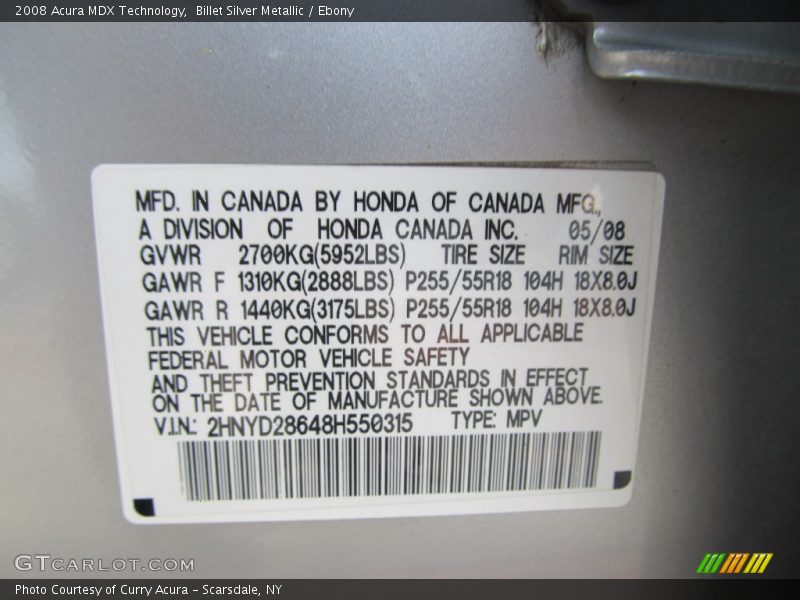 2008 Acura MDX Technology,  Billet Silver Metallic / Ebony
MFD. IN CANADA BY HONDA OF CANADA MFG.,
A DIVISION OF HONDA CANADA INC. 05/08
GVWR 2700KG(5952LBS) TIRE SIZE RIM SIZE
GAWR F 1310KG(2888LBS) P255/55R18 104H 18X8.0J
GAWR R 1440KG(3175LBS) P255/55R18 104H 18X8.0J
THIS VEHICLE CONFORMS TO ALL APPLICABLE
FEDERAL MOTOR VEHICLE SAFETY
AND THEFT PREVENTION STANDARDS IN EFFECT
ON THE DATE OF MANUFACTURE SHOWN ABOVE.
V.I.N.: 2HNYD28648H550315 TYPE: MPV
GTCARLOT.COM
Photo Courtesy of Curry Acura – Scarsdale, NY